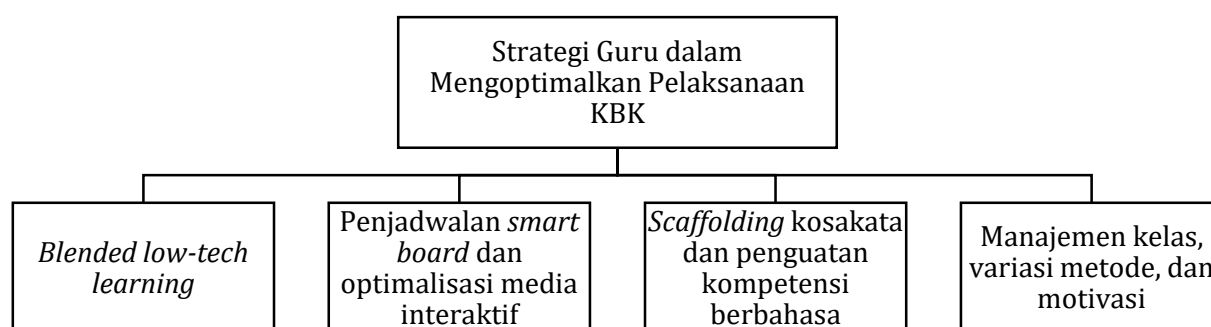 Strategi Guru dalam
Mengoptimalkan Pelaksanaan
KBK
Blended low-tech
learning
Penjadwalan smart
board dan
optimalisasi media
interaktif
Scaffolding kosakata
dan penguatan
kompetensi
berbahasa
Manajemen kelas,
variasi metode, dan
motivasi